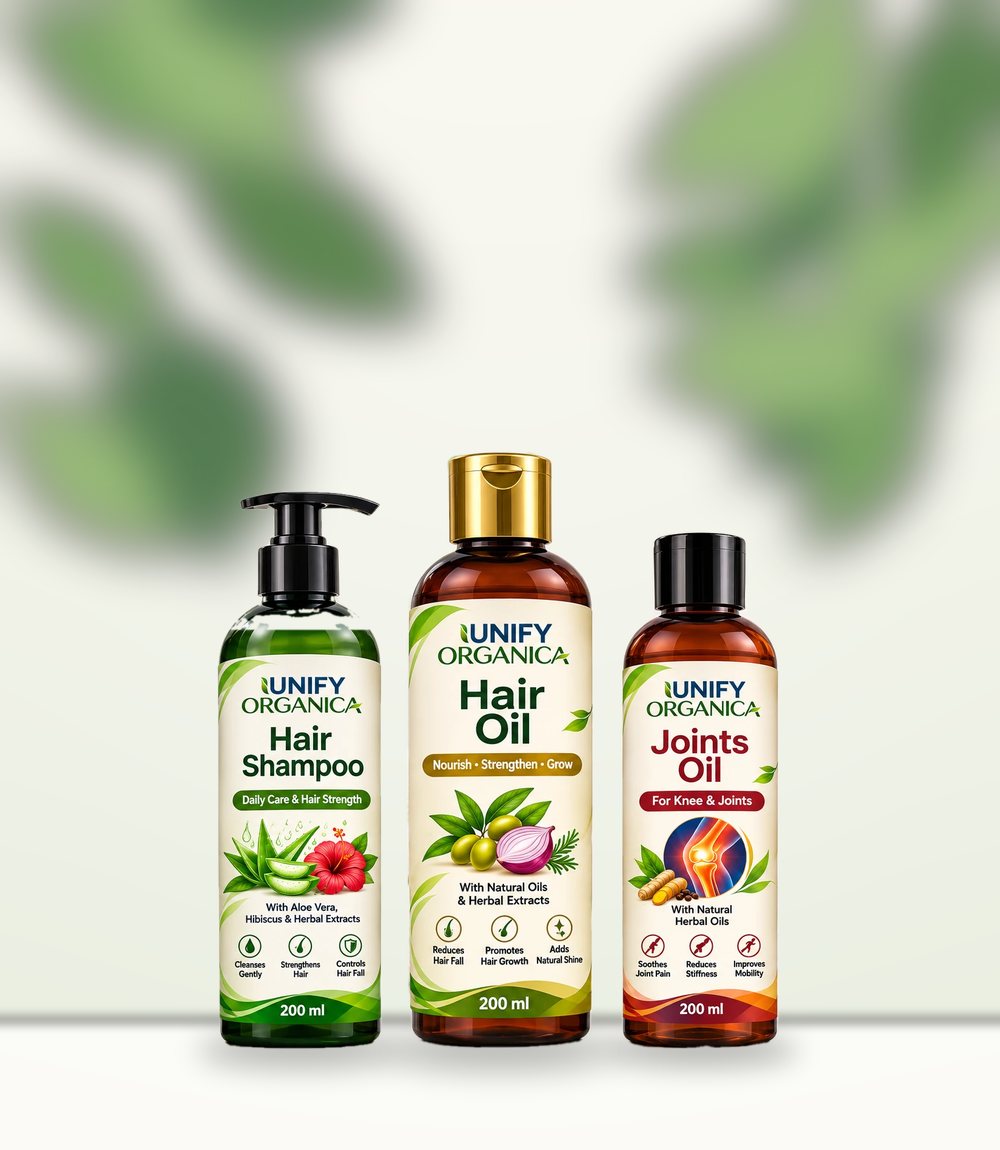 UNIFY
ORGANICA
Hair
Shampoo
Daily Care & Hair Strength
With Aloe Vera,
Hibiscus & Herbal Extracts
Cleanses
Gently
Strengthens
Hair
Controls
Hair Fall
200 ml
UNIFY
ORGANICA
Hair
Oil
Nourish • Strengthen • Grow
With Natural Oils
& Herbal Extracts
Reduces
Hair Fall
Promotes
Hair Growth
Adds
Natural Shine
200 ml
UNIFY
ORGANICA
Joints
Oil
For Knee & Joints
With Natural
Herbal Oils
Soothes
Joint Pain
Reduces
Stiffness
Improves
Mobility
200 ml